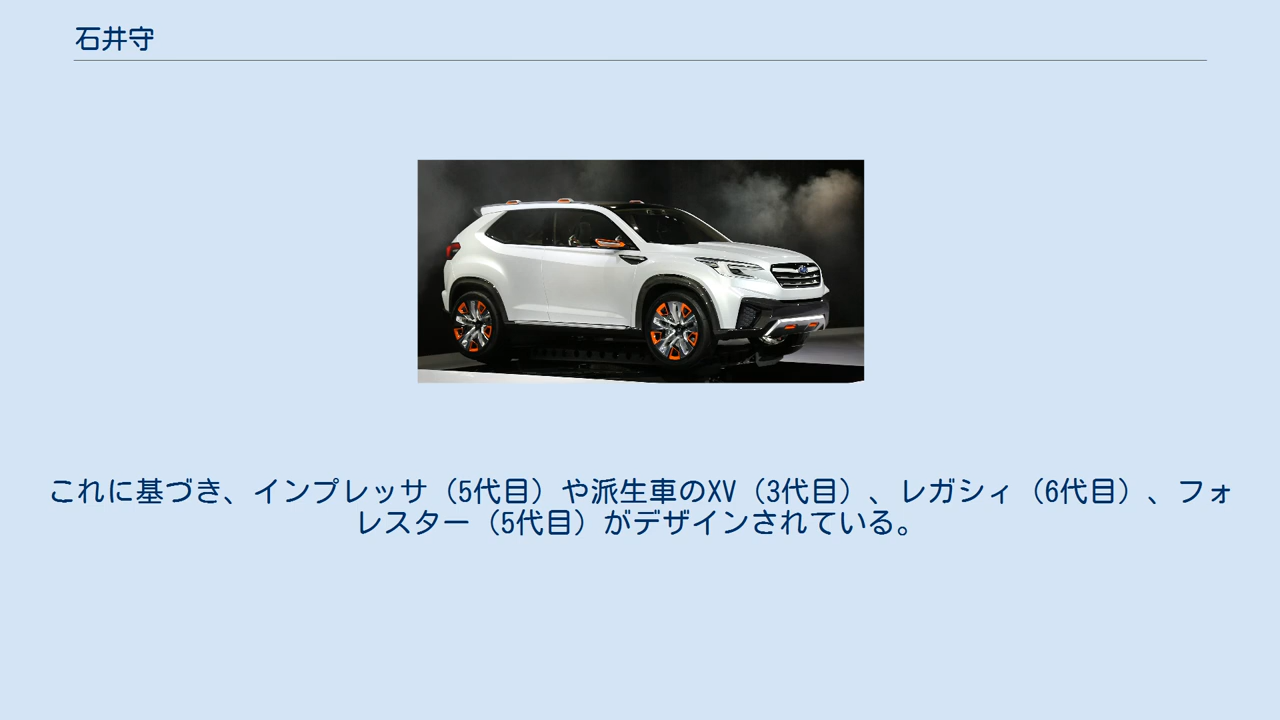 石井守
これに基づき、インプレッサ（5代目）や派生車のXV（3代目）、レガシィ（6代目）、フォ
レスター（5代目）がデザインされている。